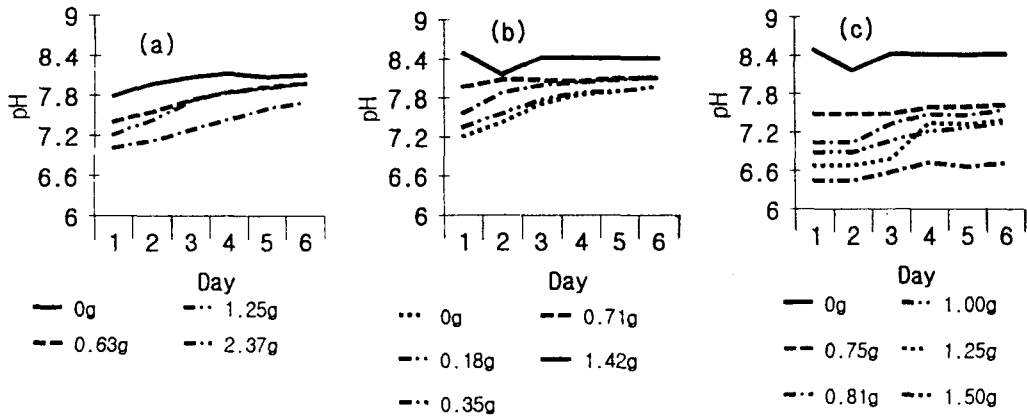 (a)
pH
9
8.4
7.8
7.2
6.6
6
1 2 3 4 5 6
Day
0g
1.25g
0.63g
2.37g
(b)
pH
9
8.4
7.8
7.2
6.6
6
1 2 3 4 5 6
Day
0g
0.71g
0.18g
1.42g
0.35g
(c)
pH
9
8.4
7.8
7.2
6.6
6
1 2 3 4 5 6
Day
0g
1.00g
0.75g
1.25g
0.81g
1.50g